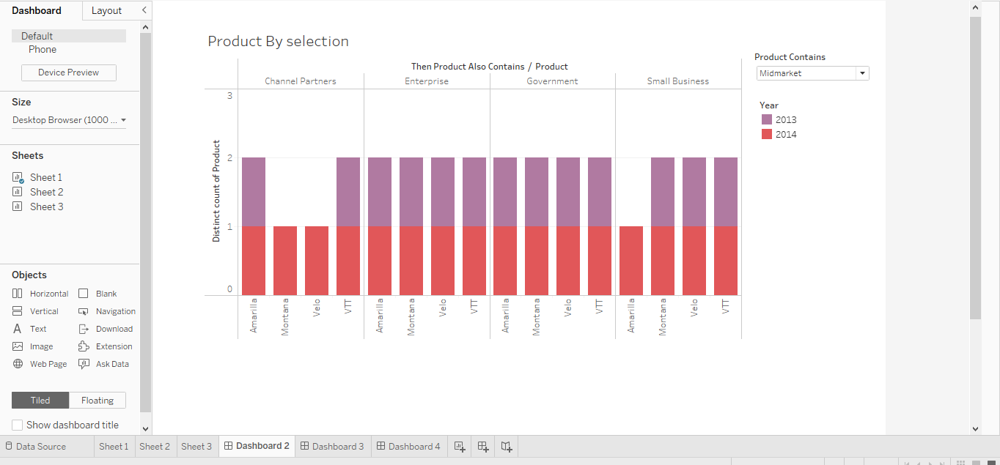 Dashboard
Layout
Default
Phone
Device Preview
Size
Desktop Browser (1000 ...
Sheets
Sheet 1
Sheet 2
Sheet 3
Objects
Horizontal
Blank
Vertical
Navigation
Text
Download
Image
Extension
Web Page
Ask Data
Tiled
Floating
Show dashboard title
Product By selection
Then Product Also Contains / Product
Channel Partners
Enterprise
Government
Small Business
Distinct count of Product
3
2
1
0
Amarilla
Montana
Velo
VTT
Amarilla
Montana
Velo
VTT
Amarilla
Montana
Velo
VTT
Amarilla
Montana
Velo
VTT
Product Contains
Midmarket
Year
2013
2014
Data Source
Sheet 1
Sheet 2
Sheet 3
Dashboard 2
Dashboard 3
Dashboard 4